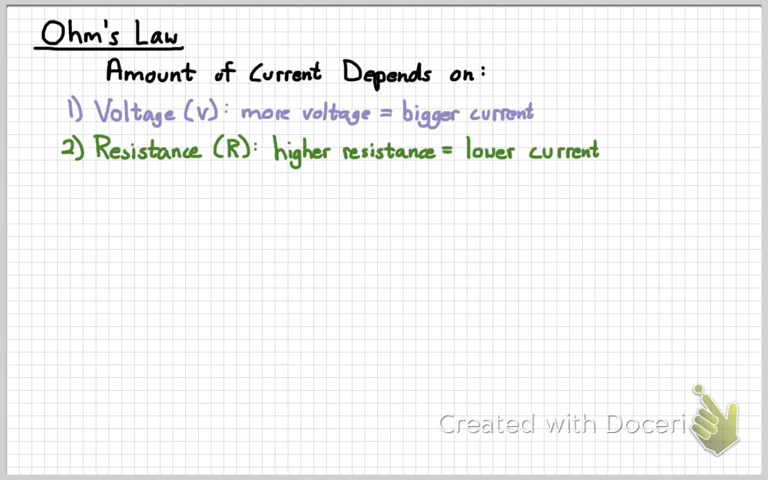 Ohm's Law
Amount of Current Depends on:
1) Voltage (V): more voltage = bigger current
2) Resistance (R): higher resistance = lower current
Created with Doceri